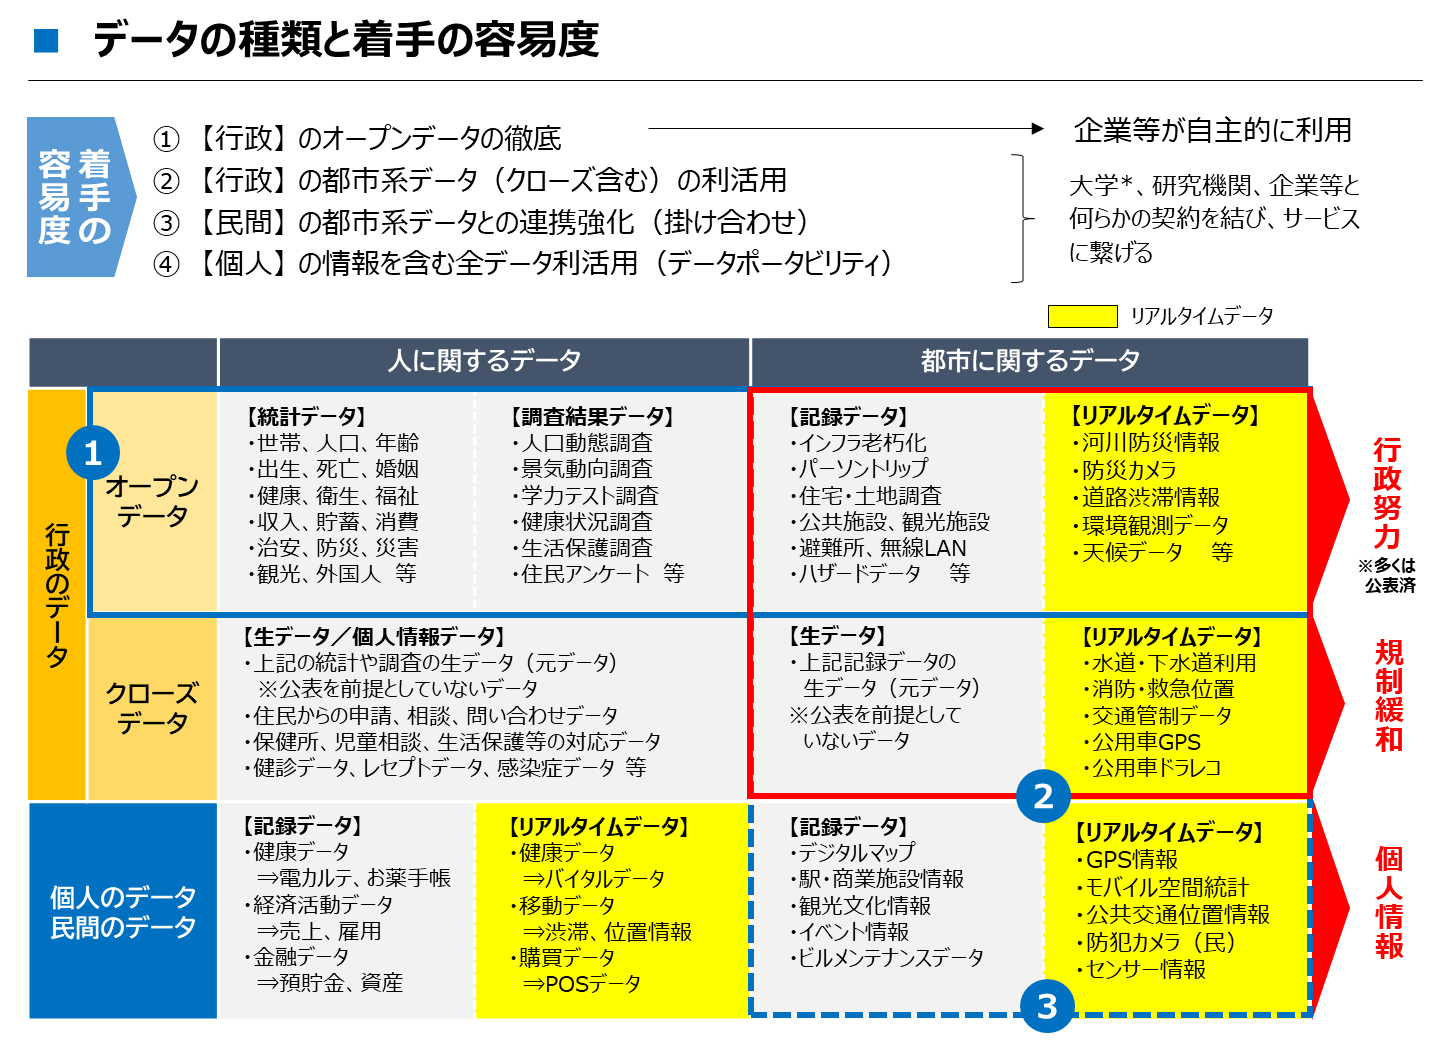 データの種類と着手の容易度
着手の
容易度
① 【行政】のオープンデータの徹底
② 【行政】の都市系データ（クローズ含む）の利活用
③ 【民間】の都市系データとの連携強化（掛け合わせ）
④ 【個人】の情報を含む全データ利活用（データポータビリティ）
企業等が自主的に利用
大学*、研究機関、企業等と
何らかの契約を結び、サービス
に繋げる
リアルタイムデータ
人に関するデータ
都市に関するデータ
行政のデータ
1
オープン
データ
【統計データ】
・世帯、人口、年齢
・出生、死亡、婚姻
・健康、衛生、福祉
・収入、貯蓄、消費
・治安、防災、災害
・観光、外国人 等
【調査結果データ】
・人口動態調査
・景気動向調査
・学力テスト調査
・健康状況調査
・生活保護調査
・住民アンケート 等
【記録データ】
・インフラ老朽化
・パーソントリップ
・住宅・土地調査
・公共施設、観光施設
・避難所、無線LAN
・ハザードデータ 等
【リアルタイムデータ】
・河川防災情報
・防災カメラ
・道路渋滞情報
・環境観測データ
・天候データ 等
行政努力
※多くは
公表済
クローズ
データ
【生データ／個人情報データ】
・上記の統計や調査の生データ（元データ）
※公表を前提としていないデータ
・住民からの申請、相談、問い合わせデータ
・保健所、児童相談、生活保護等の対応データ
・健診データ、レセプトデータ、感染症データ 等
【生データ】
・上記記録データの
生データ（元データ）
※公表を前提として
いないデータ
【リアルタイムデータ】
・水道・下水道利用
・消防・救急位置
・交通管制データ
・公用車GPS
・公用車ドラレコ
2
規制緩和
個人のデータ
民間のデータ
【記録データ】
・健康データ
⇒電カルテ、お薬手帳
・経済活動データ
⇒売上、雇用
・金融データ
⇒預貯金、資産
【リアルタイムデータ】
・健康データ
⇒バイタルデータ
・移動データ
⇒渋滞、位置情報
・購買データ
⇒POSデータ
【記録データ】
・デジタルマップ
・駅・商業施設情報
・観光文化情報
・イベント情報
・ビルメンテナンスデータ
【リアルタイムデータ】
・GPS情報
・モバイル空間統計
・公共交通位置情報
・防犯カメラ（民）
・センサー情報
3
個人情報